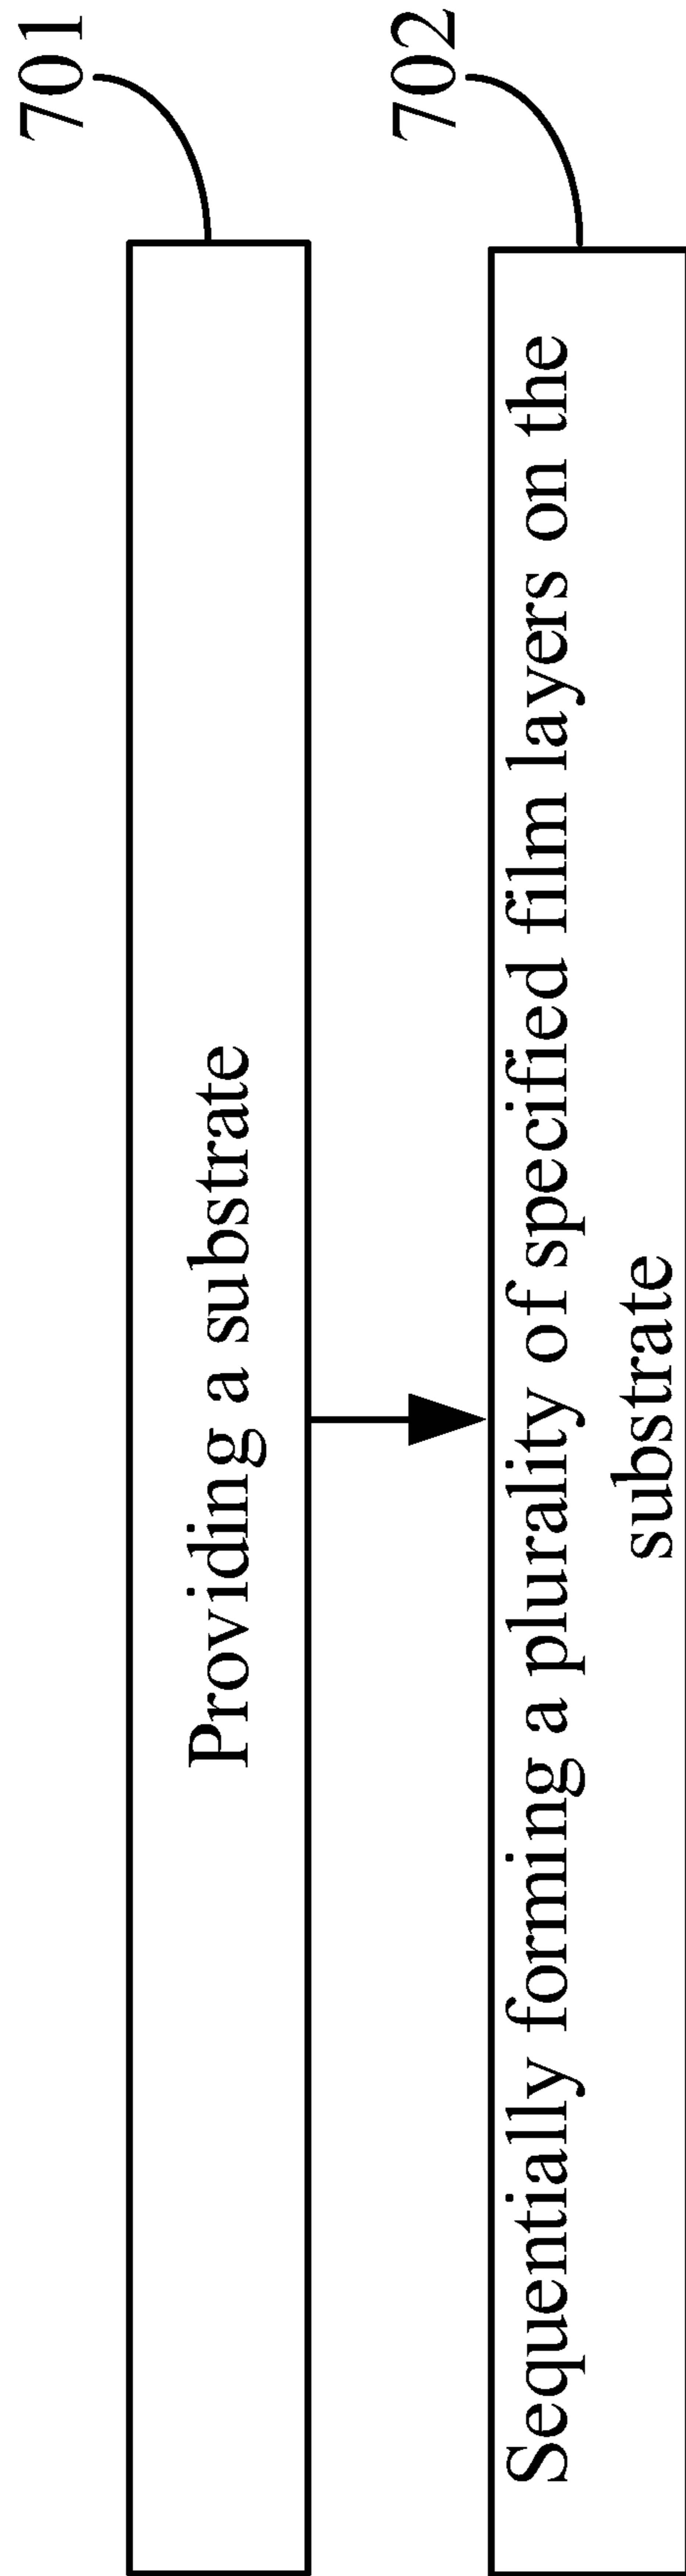 701
Providing a substrate
702
Sequentially forming a plurality of specified film layers on the
substrate